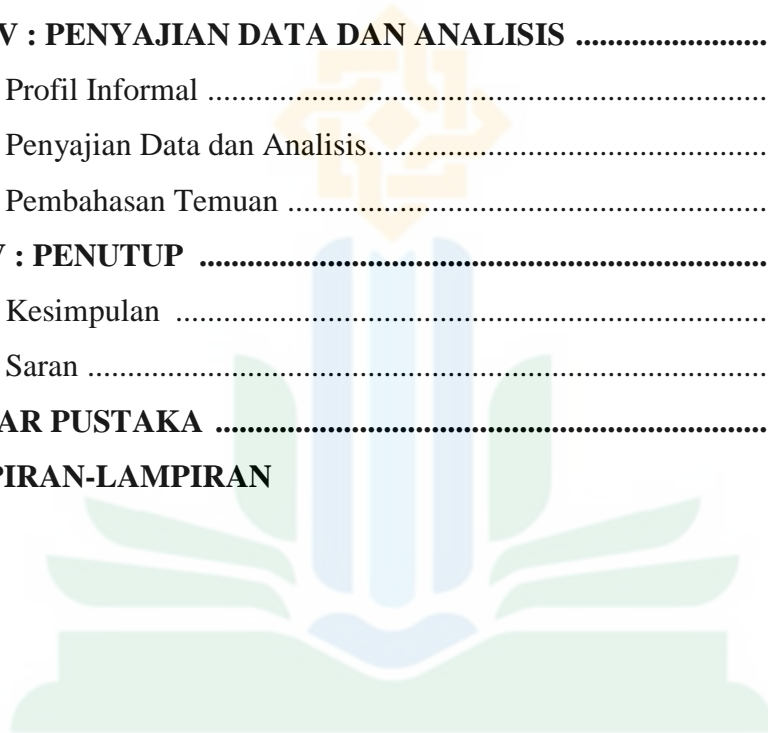 V : PENYAJIAN DATA DAN ANALISIS ........................
Profil Informal .......................................................................
Penyajian Data dan Analisis..................................................
Pembahasan Temuan .............................................................
: PENUTUP .......................................................................
Kesimpulan ...........................................................................
Saran ......................................................................................
AR PUSTAKA .....................................................................
PIRAN-LAMPIRAN